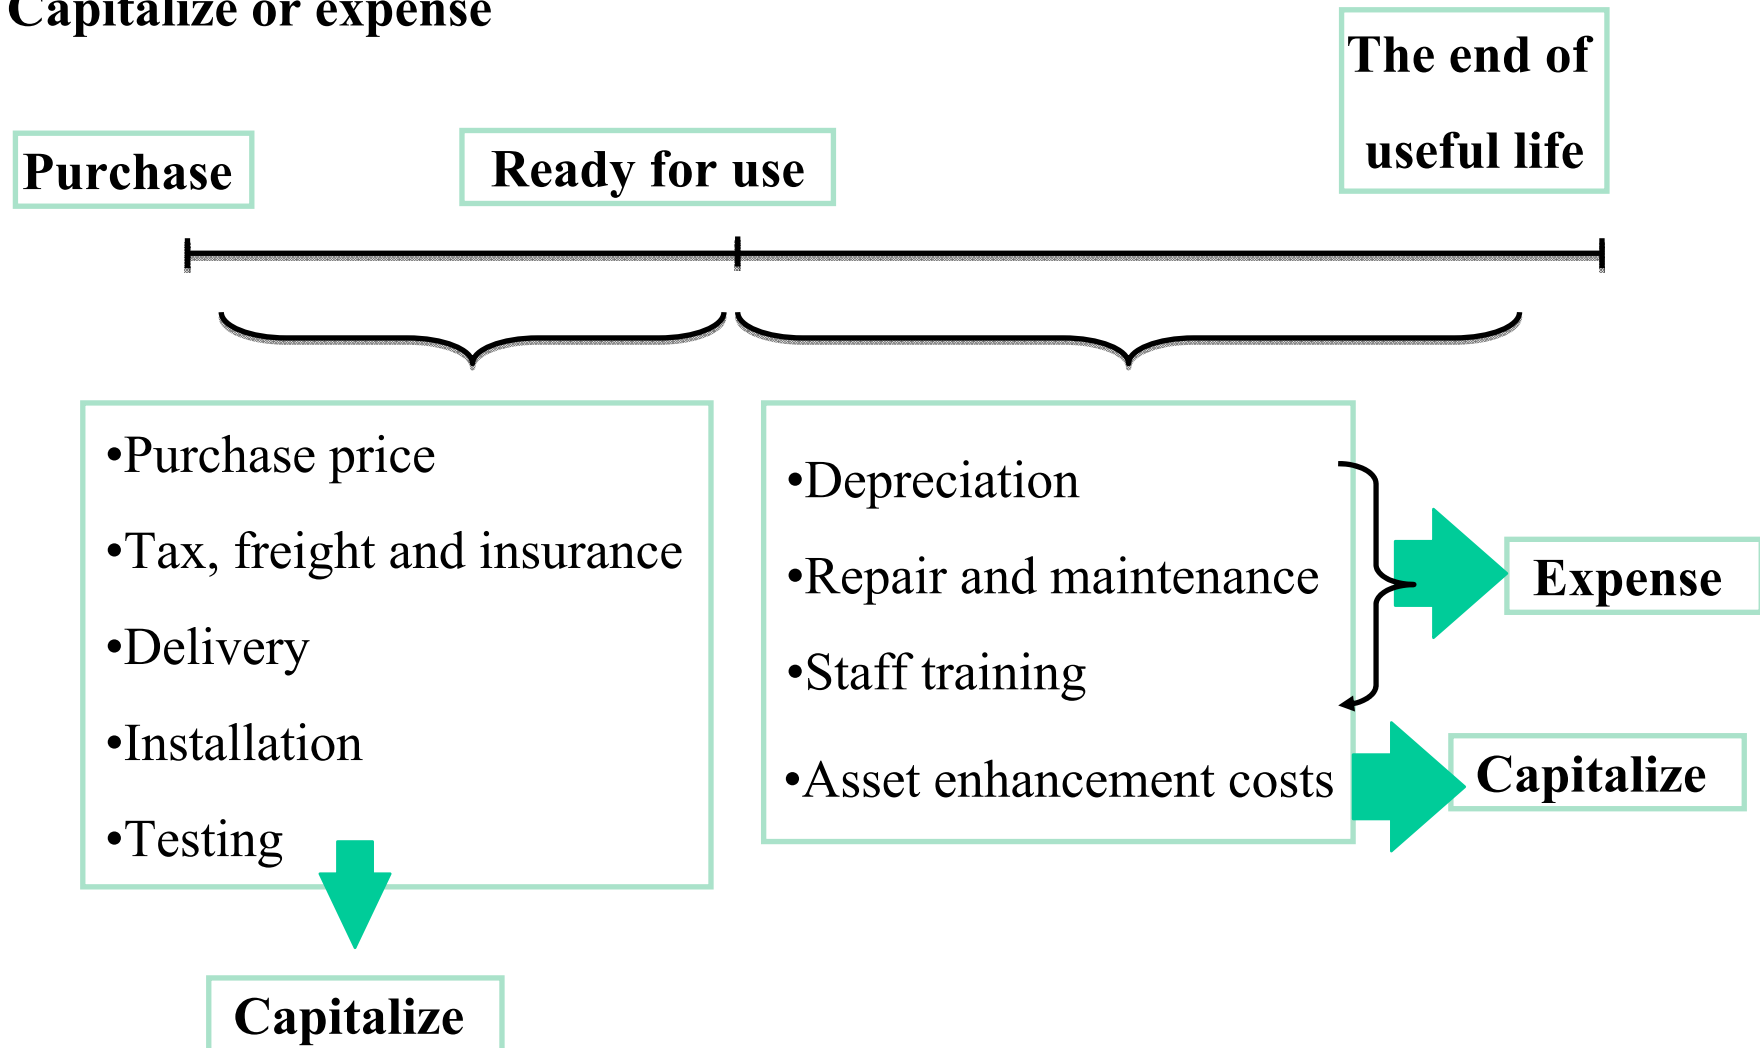 Capitalize or expense
The end of
useful life
Purchase
Ready for use
•Purchase price
•Tax, freight and insurance
•Delivery
•Installation
•Testing
Capitalize
•Depreciation
•Repair and maintenance
•Staff training
•Asset enhancement costs
Expense
Capitalize